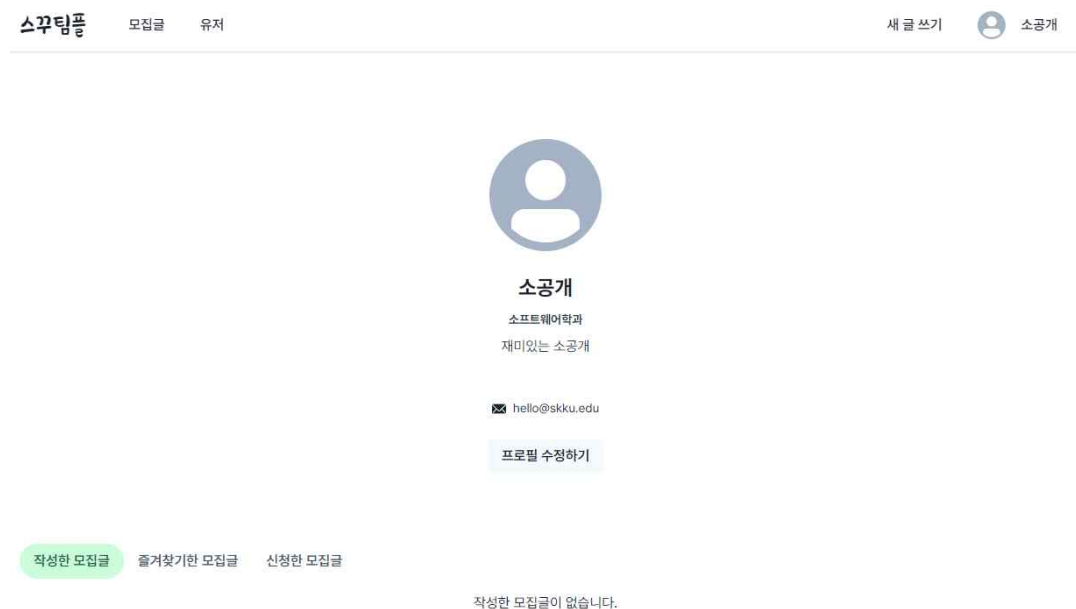 스꾸팀플 모집글 유저 새 글 쓰기 소공개
소공개
소프트웨어학과
재미있는 소공개
hello@skku.edu
프로필 수정하기
작성한 모집글 즐겨찾기한 모집글 신청한 모집글
작성한 모집글이 없습니다.